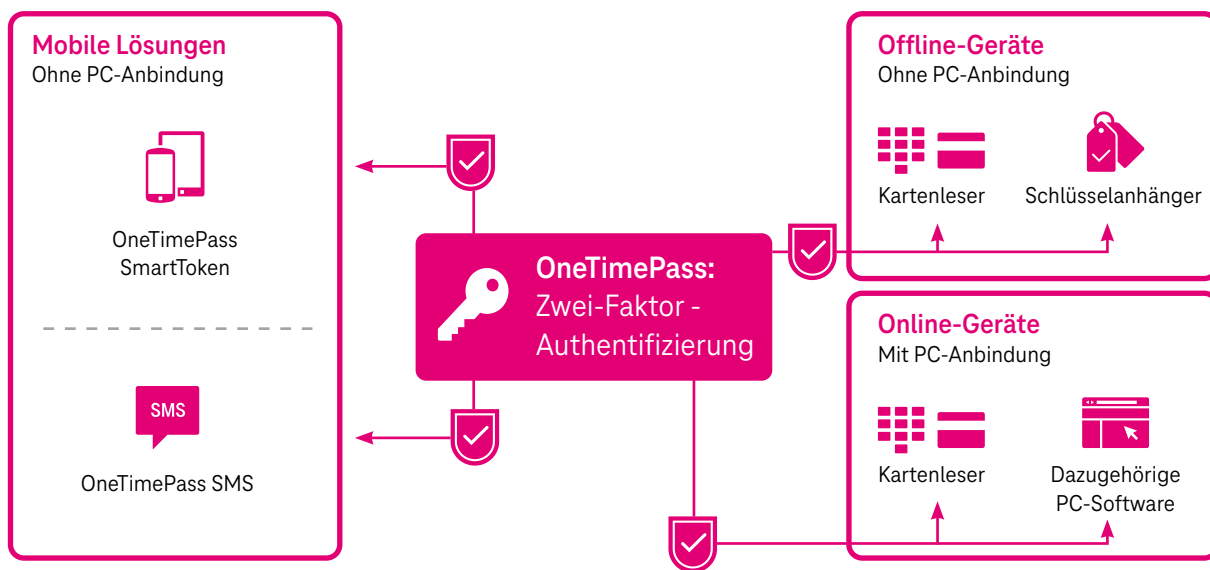 Mobile Lösungen
Ohne PC-Anbindung
OneTimePass
SmartToken
SMS
OneTimePass SMS
OneTimePass:
Zwei-Faktor -
Authentifizierung
Offline-Geräte
Ohne PC-Anbindung
Kartenleser
Schlüsselanhänger
Online-Geräte
Mit PC-Anbindung
Kartenleser
Dazugehörige
PC-Software